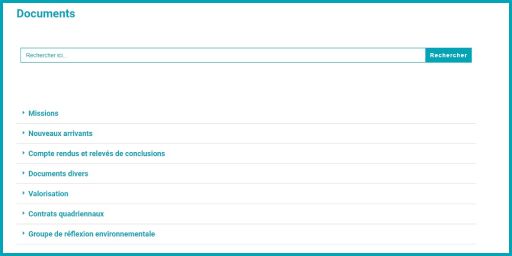 Documents
Rechercher ici...
Rechercher
Missions
Nouveaux arrivants
Compte rendus et relevés de conclusions
Documents divers
Valorisation
Contrats quadriennaux
Groupe de réflexion environnementale